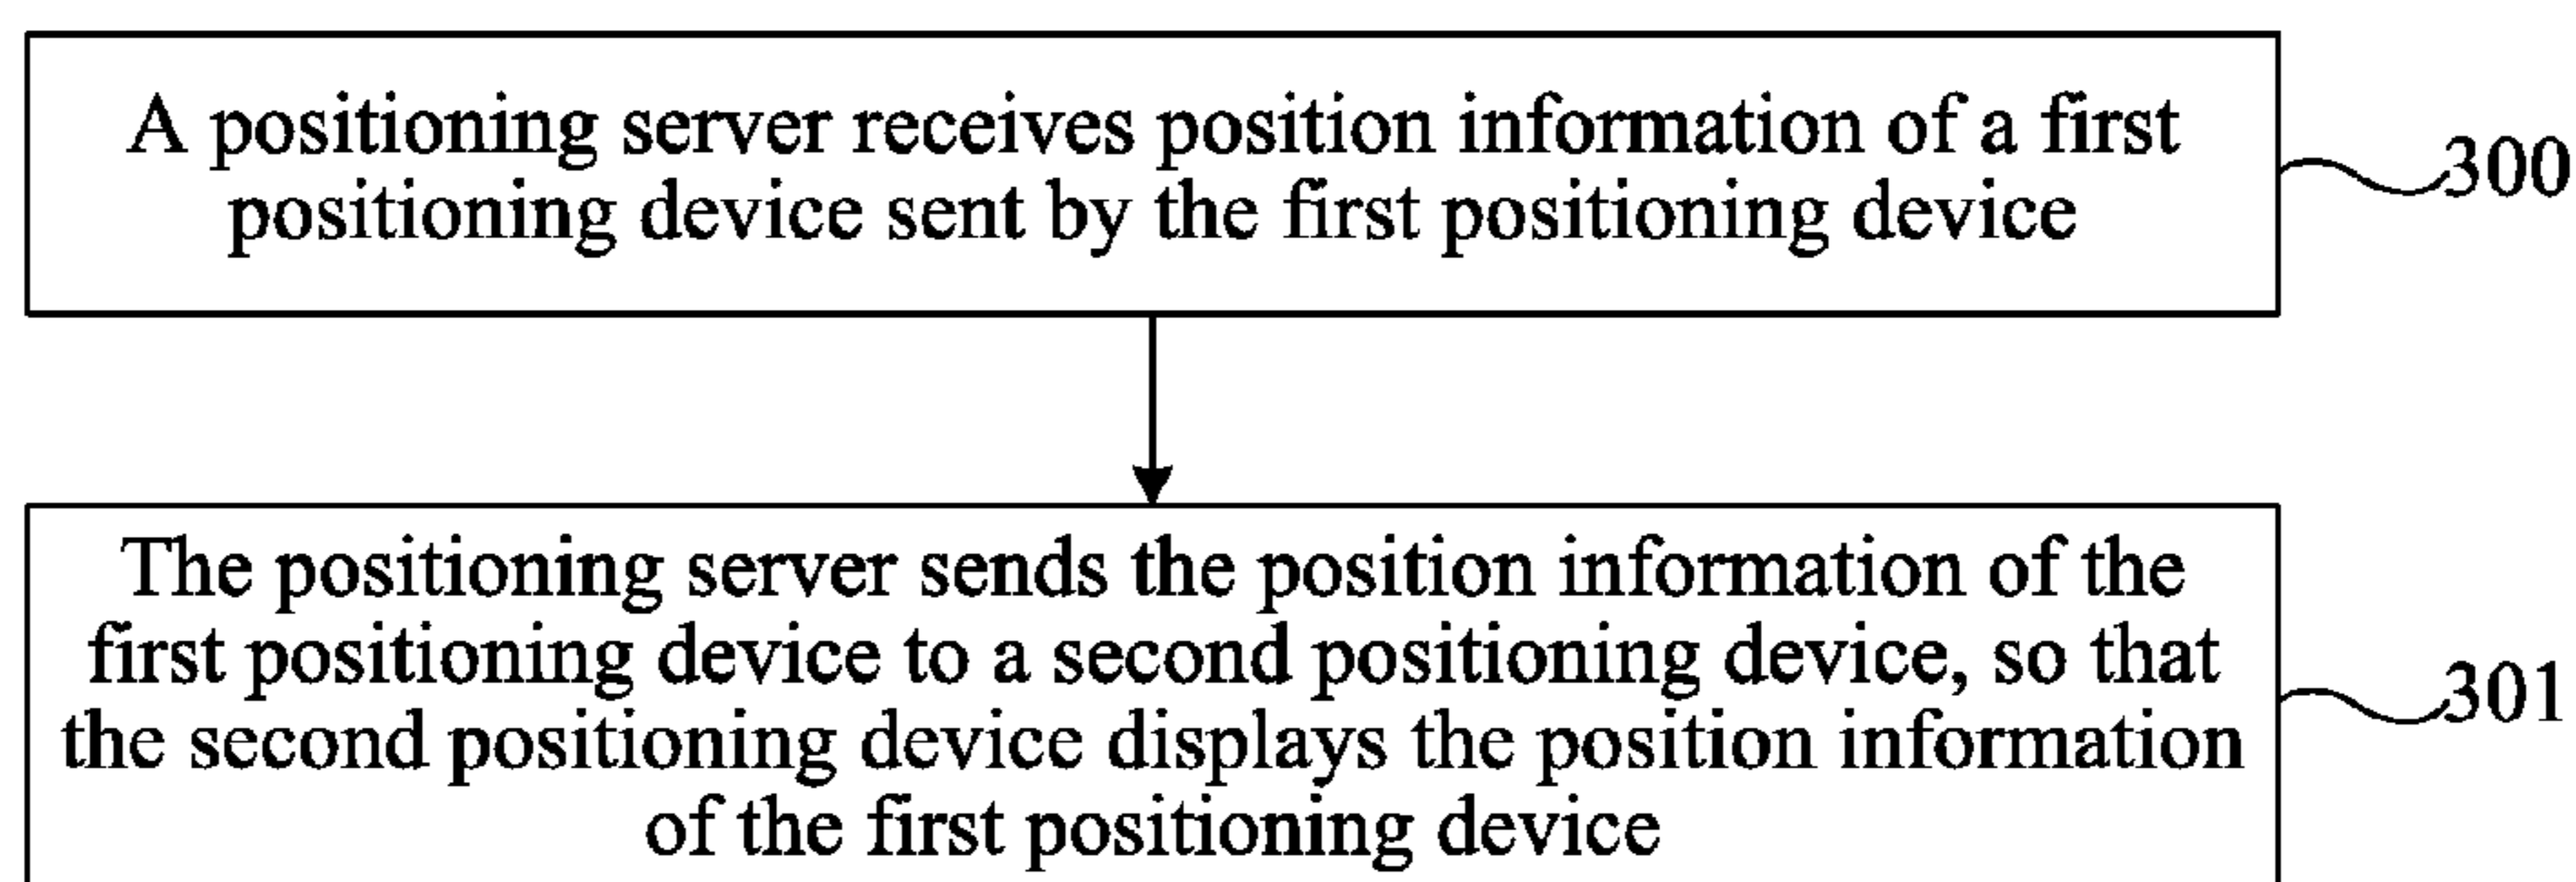 A positioning server receives position information of a first
positioning device sent by the first positioning device
300
The positioning server sends the position information of the
first positioning device to a second positioning device, so that
the second positioning device displays the position information
of the first positioning device
301